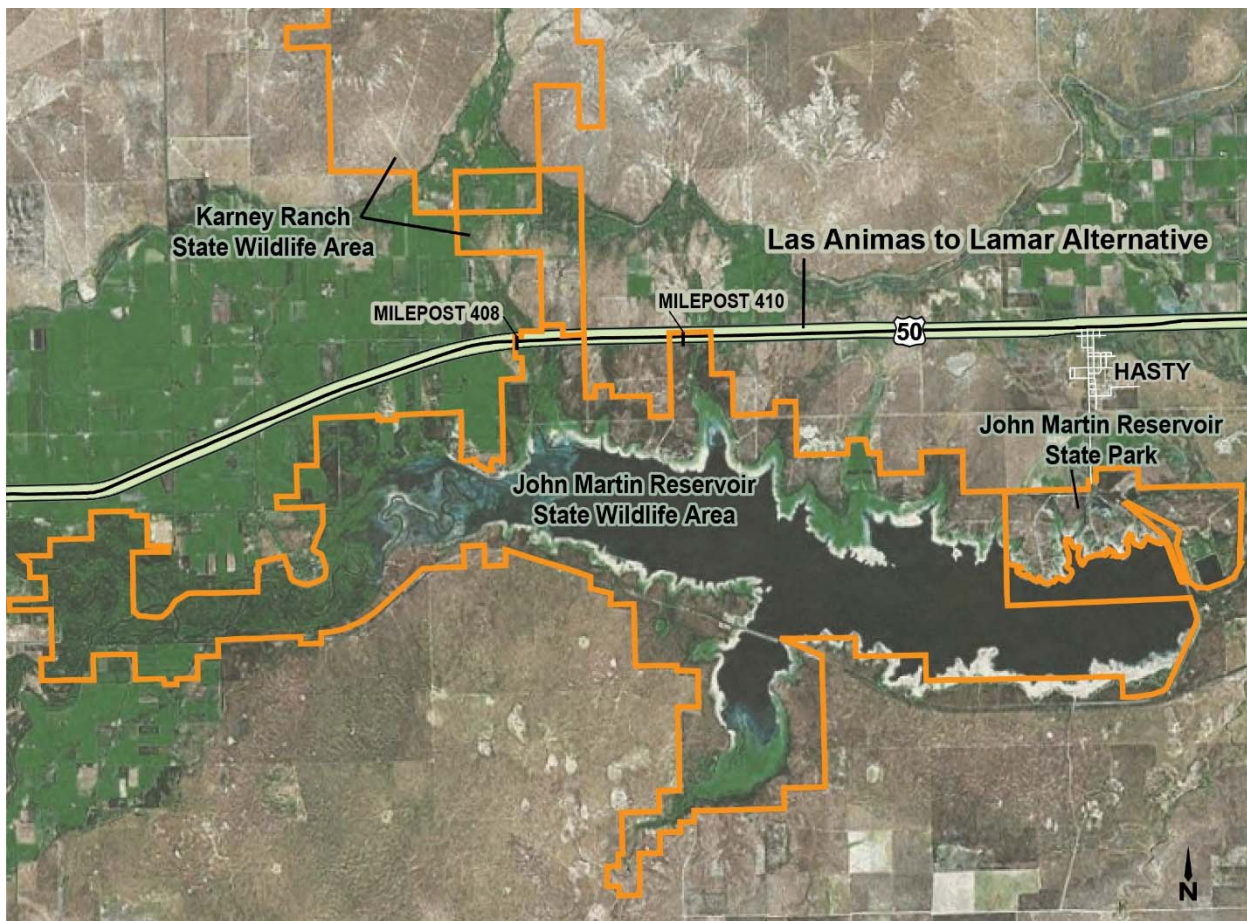 Karney Ranch
State Wildlife Area
Las Animas to Lamar Alternative
MILEPOST 408
MILEPOST 410
50
HASTY
John Martin Reservoir
State Park
John Martin Reservoir
State Wildlife Area
N